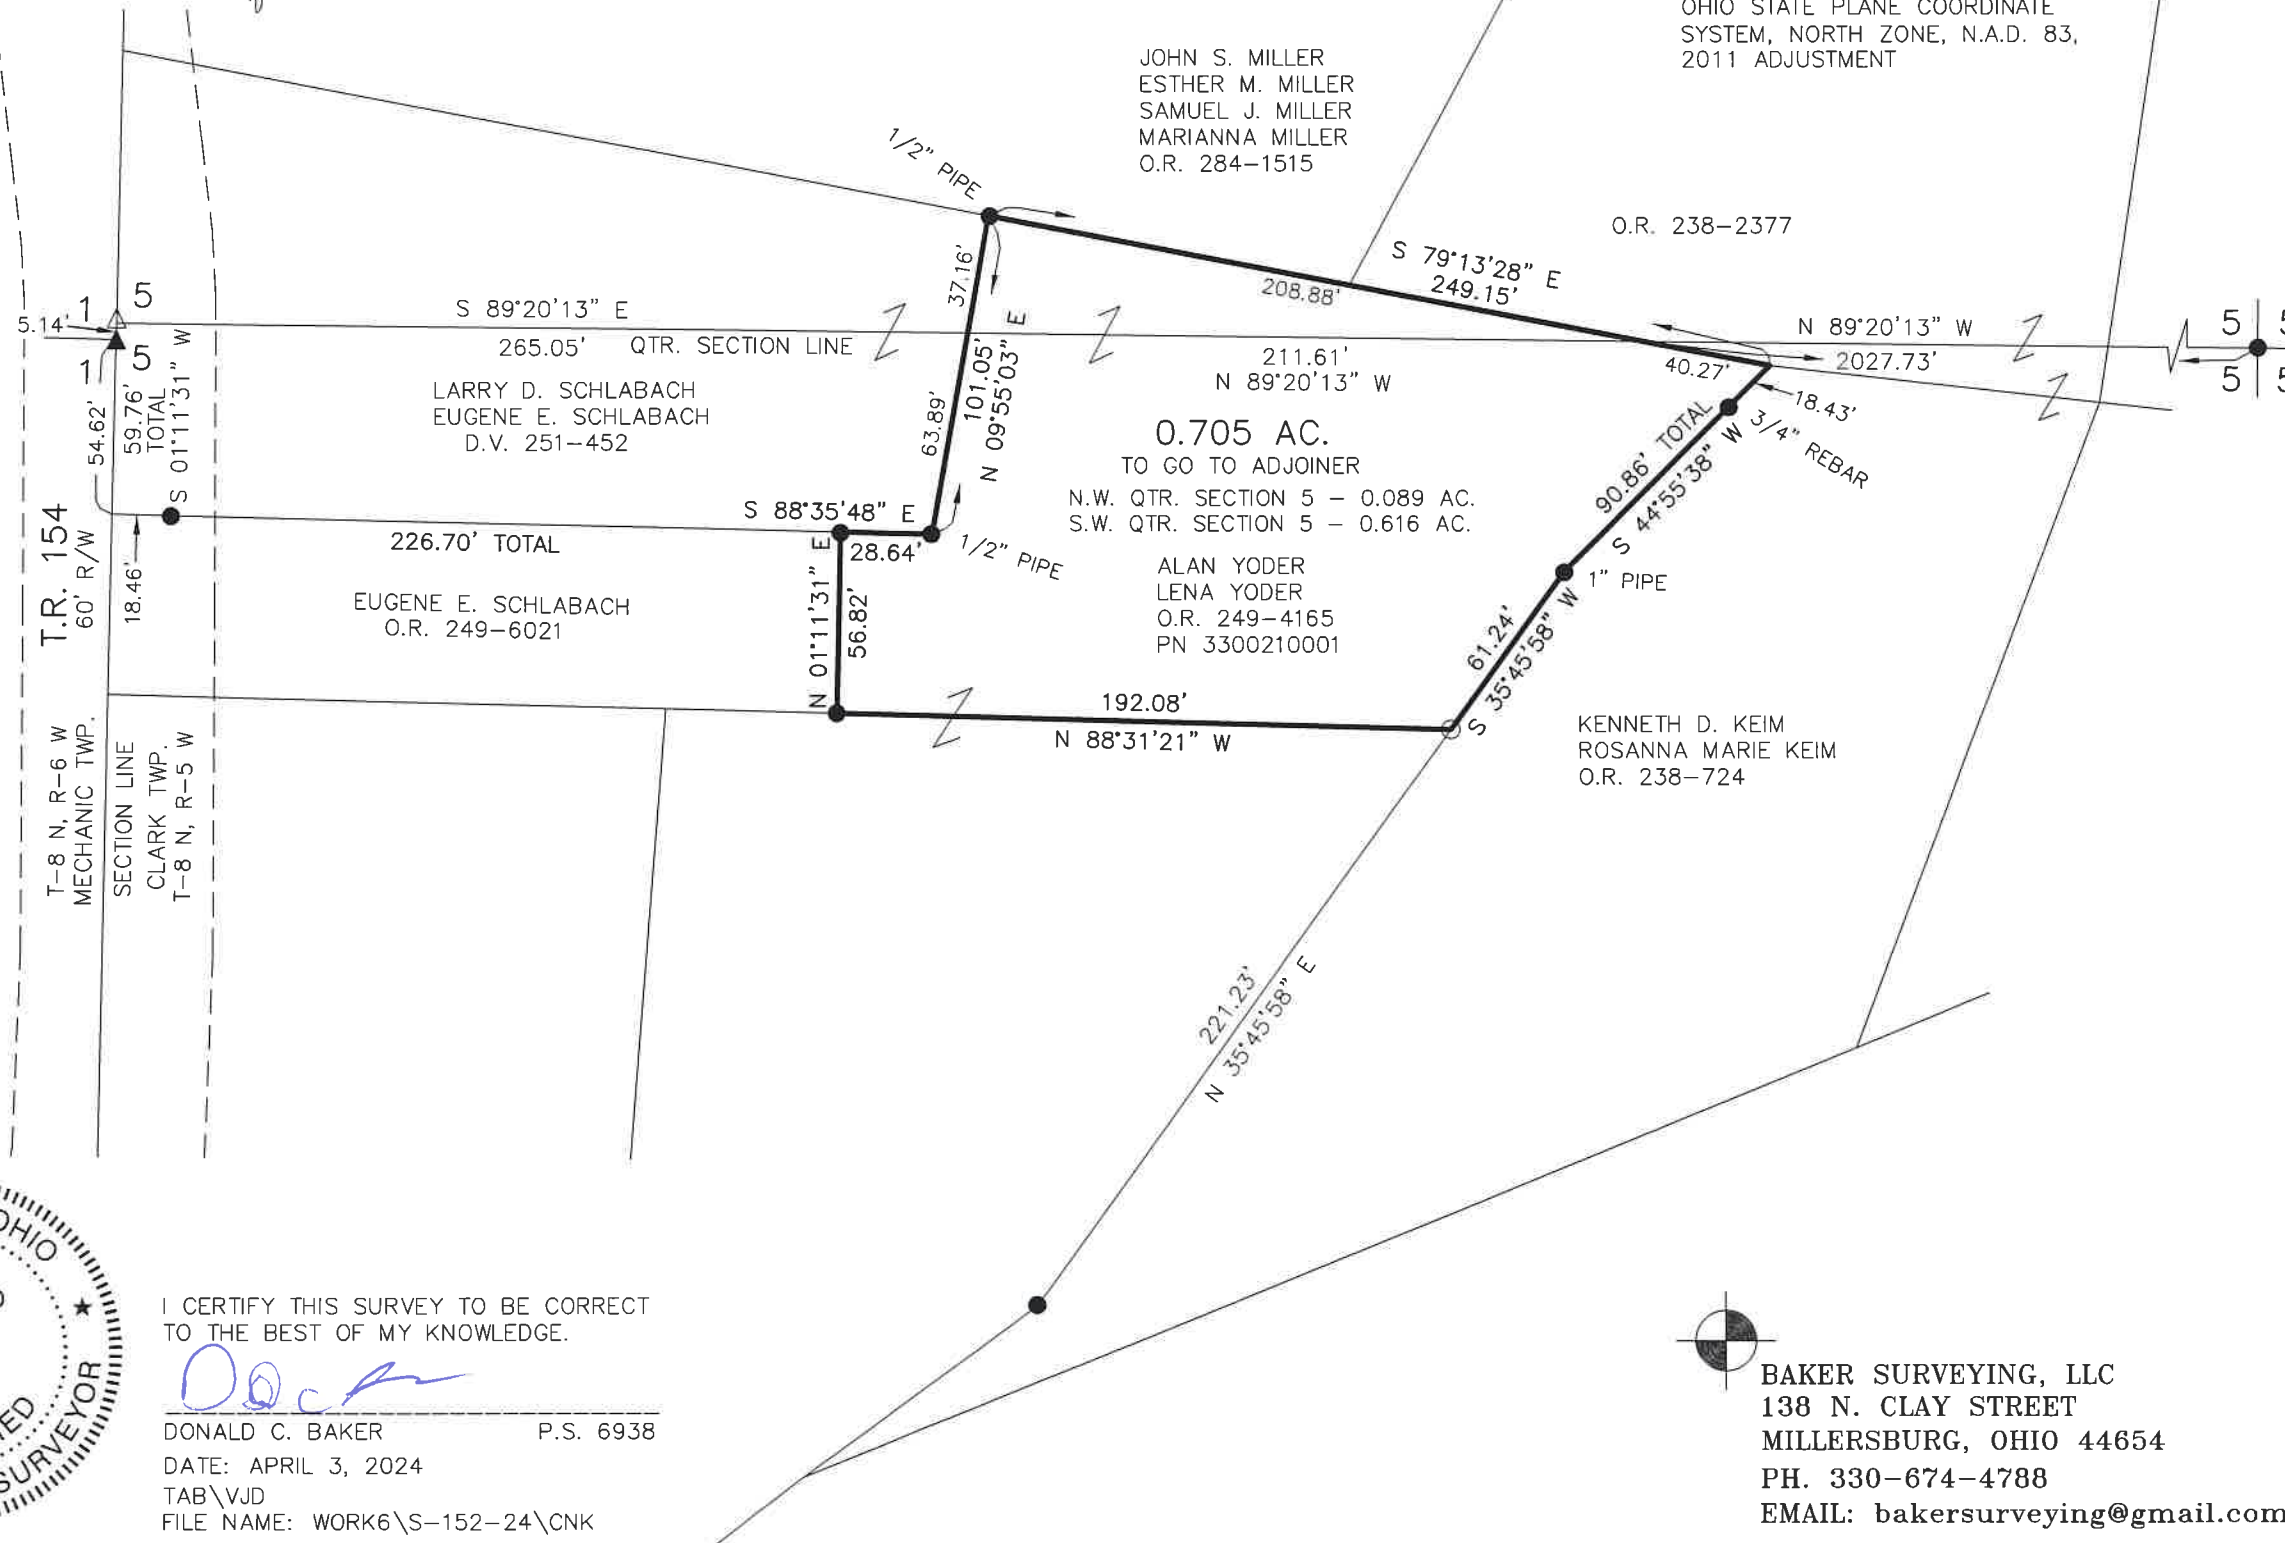 OHIO STATE PLANE COORDINATE
SYSTEM, NORTH ZONE, N.A.D. 83,
2011 ADJUSTMENT
JOHN S. MILLER
ESTHER M. MILLER
SAMUEL J. MILLER
MARIANNA MILLER
O.R. 284-1515
1/2" PIPE
O.R. 238-2377
S 79°13'28" E
249.15'
208.88'
37.16'
1 5
5.14'
1 5
S 89°20'13" E
265.05' QTR. SECTION LINE
LARRY D. SCHLABACH
EUGENE E. SCHLABACH
D.V. 251-452
63.89'
101.05'
N 09°55'03" E
211.61'
N 89°20'13" W
N 89°20'13" W
2027.73'
5 5
5 5
40.27'
18.43'
3/4" REBAR
90.86' TOTAL
S 44°55'38" W
0.705 AC.
TO GO TO ADJOINER
N.W. QTR. SECTION 5 - 0.089 AC.
S.W. QTR. SECTION 5 - 0.616 AC.
ALAN YODER
LENA YODER
O.R. 249-4165
PN 3300210001
54.62'
59.76'
TOTAL
S 01°11'31" W
T.R. 154
60' R/W
18.46'
S 88°35'48" E
28.64'
1/2" PIPE
226.70' TOTAL
EUGENE E. SCHLABACH
O.R. 249-6021
N 01°11'31" E
56.82'
1" PIPE
61.24'
S 35°45'58" W
192.08'
N 88°31'21" W
KENNETH D. KEIM
ROSANNA MARIE KEIM
O.R. 238-724
T-8 N, R-6 W
MECHANIC TWP.
SECTION LINE
CLARK TWP.
T-8 N, R-5 W
221.23'
N 35°45'58" E
OHIO
SURVEYOR
I CERTIFY THIS SURVEY TO BE CORRECT
TO THE BEST OF MY KNOWLEDGE.
DONALD C. BAKER P.S. 6938
DATE: APRIL 3, 2024
TAB\VJD
FILE NAME: WORK6\S-152-24\CNK
BAKER SURVEYING, LLC
138 N. CLAY STREET
MILLERSBURG, OHIO 44654
PH. 330-674-4788
EMAIL: bakersurveying@gmail.com